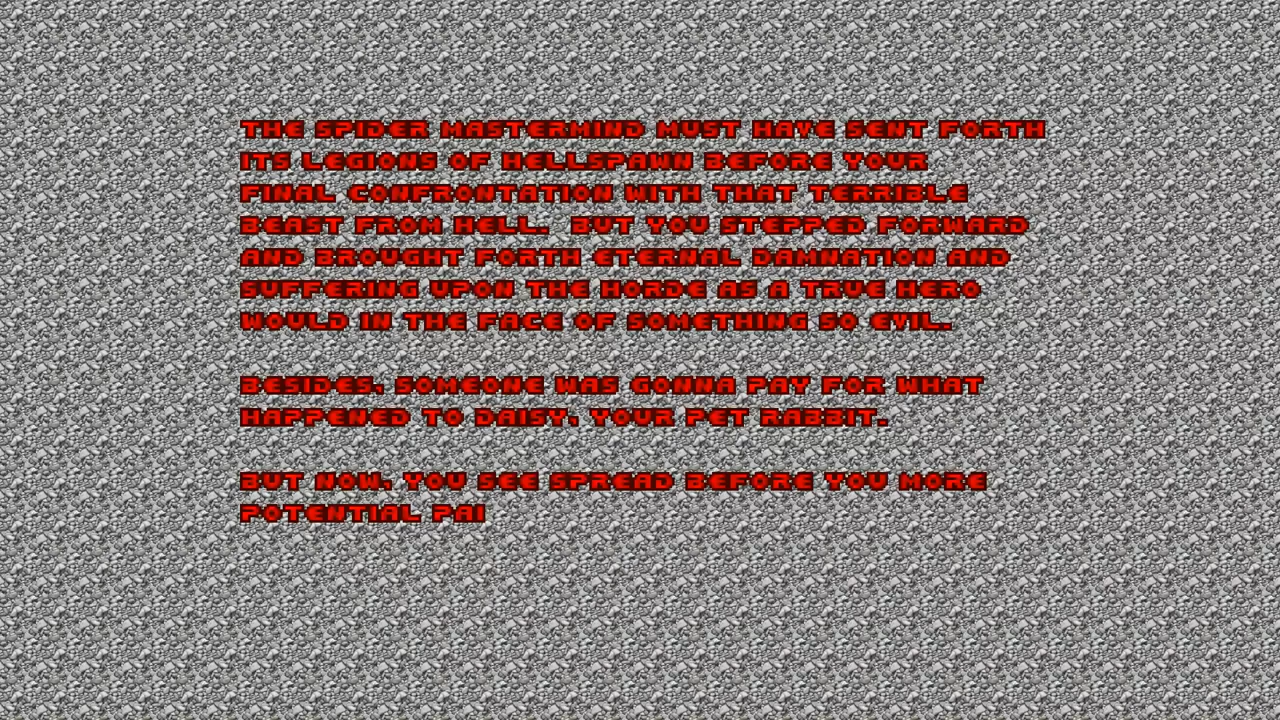 THE SPIDER MASTERMIND MUST HAVE SENT FORTH
ITS LEGIONS OF HELLSPAWN BEFORE YOUR
FINAL CONFRONTATION WITH THAT TERRIBLE
BEAST FROM HELL.  BUT YOU STEPPED FORWARD
AND BROUGHT FORTH ETERNAL DAMNATION AND
SUFFERING UPON THE HORDE AS A TRUE HERO
WOULD IN THE FACE OF SOMETHING SO EVIL.
BESIDES, SOMEONE WAS GONNA PAY FOR WHAT
HAPPENED TO DAISY, YOUR PET RABBIT.
BUT NOW, YOU SEE SPREAD BEFORE YOU MORE
POTENTIAL PAI